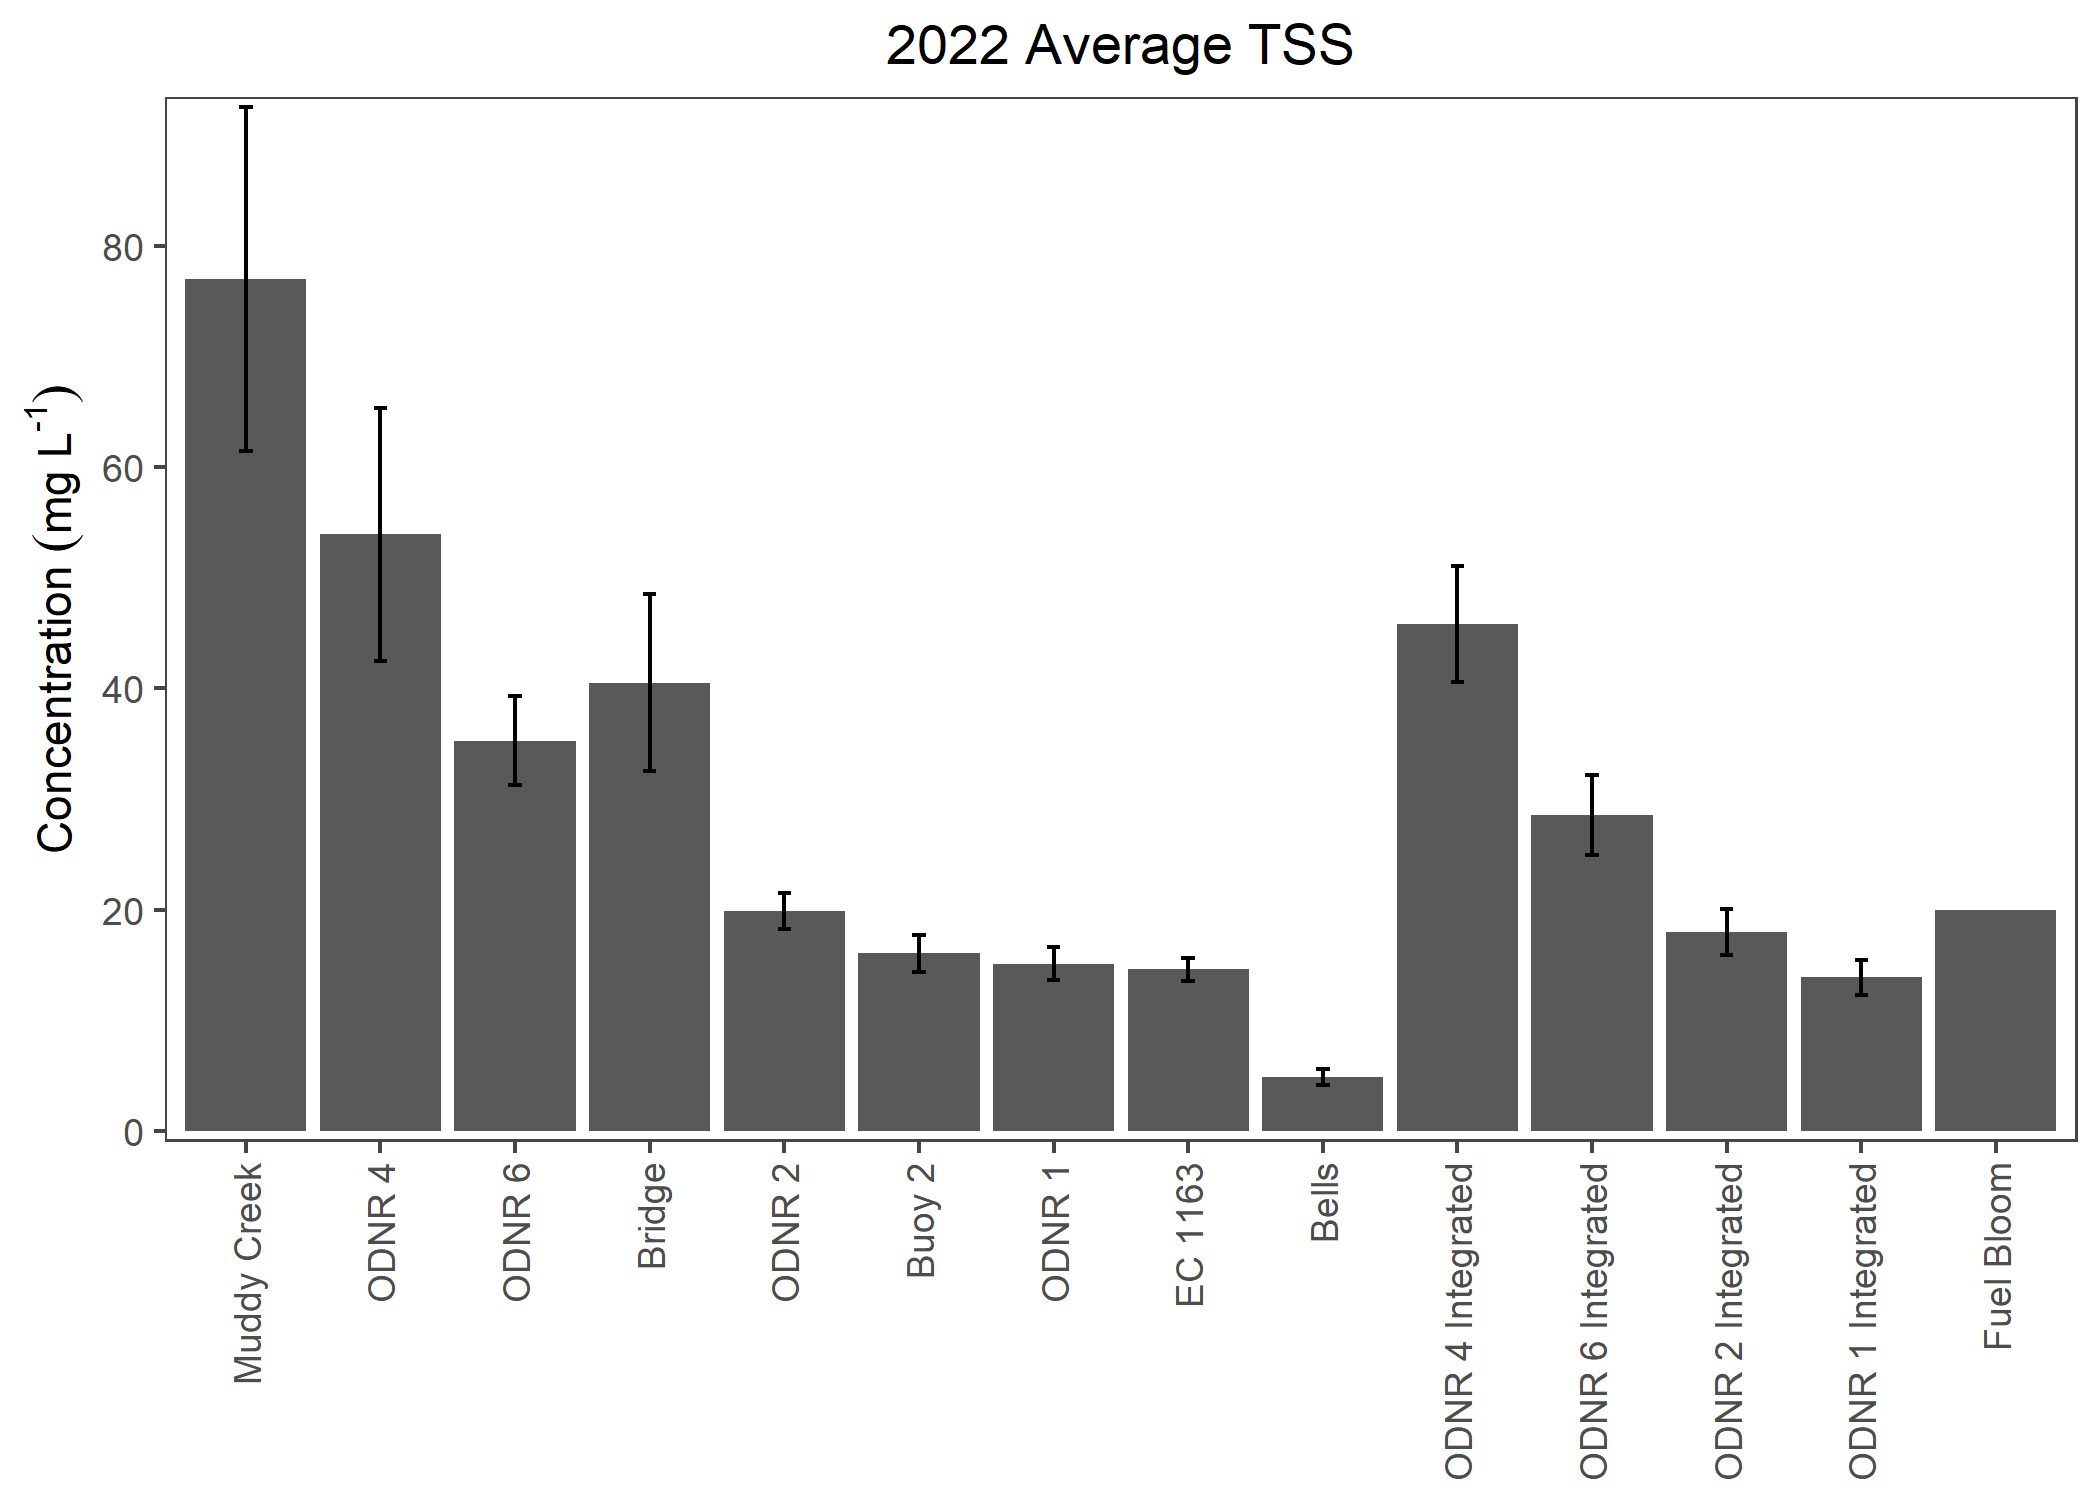 2022 Average TSS
Concentration (mg L⁻¹)
80
60
40
20
0
Muddy Creek
ODNR 4
ODNR 6
Bridge
ODNR 2
Buoy 2
ODNR 1
EC 1163
Bells
ODNR 4 Integrated
ODNR 6 Integrated
ODNR 2 Integrated
ODNR 1 Integrated
Fuel Bloom